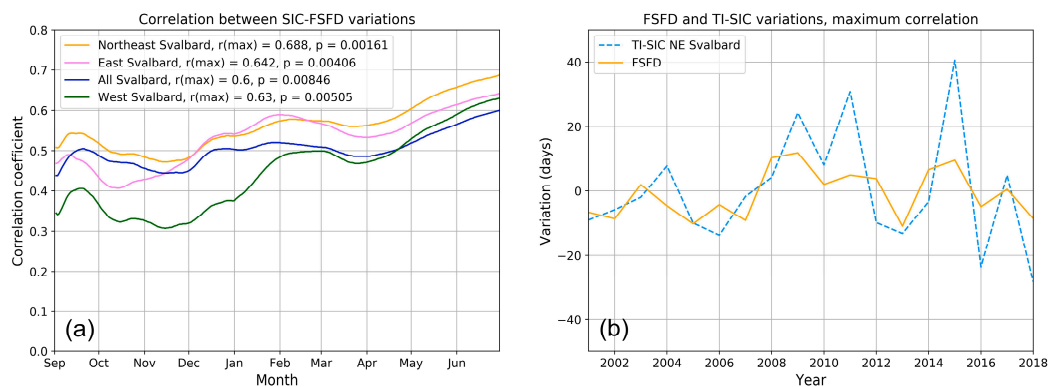 Correlation between SIC-FSFD variations
0.8
0.7
0.6
0.5
0.4
0.3
0.2
0.1
0.0
Correlation coefficient
Northeast Svalbard, r(max) = 0.688, p = 0.00161
East Svalbard, r(max) = 0.642, p = 0.00406
All Svalbard, r(max) = 0.6, p = 0.00846
West Svalbard, r(max) = 0.63, p = 0.00505
(a)
Sep Oct Nov Dec Jan Feb Mar Apr May Jun
Month
FSFD and TI-SIC variations, maximum correlation
40
20
0
−20
−40
Variation (days)
TI-SIC NE Svalbard
FSFD
(b)
2002 2004 2006 2008 2010 2012 2014 2016 2018
Year